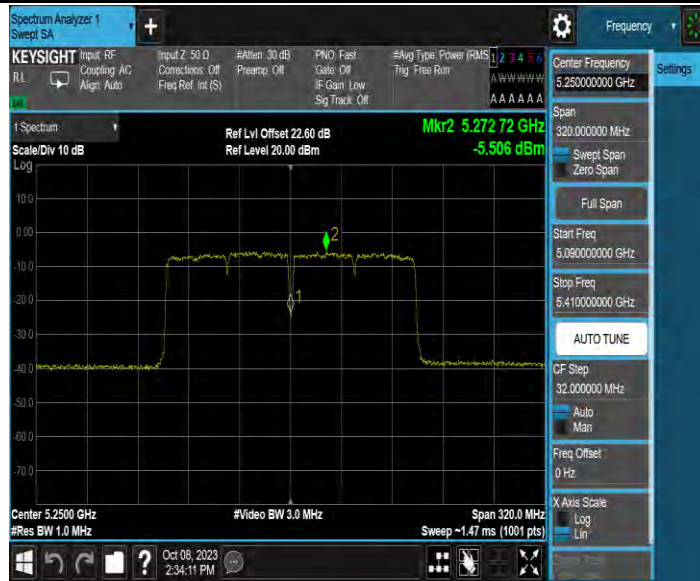 Spectrum Analyzer 1
Swept SA
+
Frequency
KEYSIGHT
RL
Input: RF
Coupling: AC
Align: Auto
Input Z: 50 Ω
Corrections: Off
Freq Ref: Int (S)
#Atten: 30 dB
Preamp: Off
PNO: Fast
Gate: Off
IF Gain: Low
Sig Track: Off
#Avg Type: Power (RMS
Trig: Free Run
1 2 3 4 5 6
A W W W W W
A A A A A A
1 Spectrum
Scale/Div 10 dB
Log
Ref Lvl Offset 22.60 dB
Ref Level 20.00 dBm
Mkr2 5.272 72 GHz
-5.506 dBm
10.0
0.00
-10.0
-20.0
-30.0
-40.0
-50.0
-60.0
-70.0
2
1
Center 5.2500 GHz
#Res BW 1.0 MHz
#Video BW 3.0 MHz
Span 320.0 MHz
Sweep ~1.47 ms (1001 pts)
Center Frequency
5.250000000 GHz
Settings
Span
320.000000 MHz
Swept Span
Zero Span
Full Span
Start Freq
5.090000000 GHz
Stop Freq
5.410000000 GHz
AUTO TUNE
CF Step
32.000000 MHz
Auto
Man
Freq Offset
0 Hz
X Axis Scale
Log
Lin
?
Oct 08, 2023
2:34:11 PM